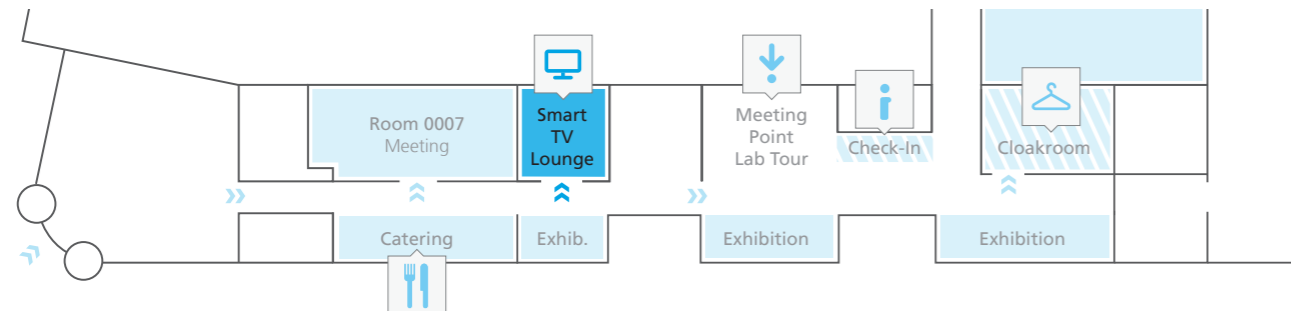 Room 0007
Meeting
Smart
TV
Lounge
Meeting
Point
Lab Tour
Check-In
Cloakroom
Catering
Exhib.
Exhibition
Exhibition